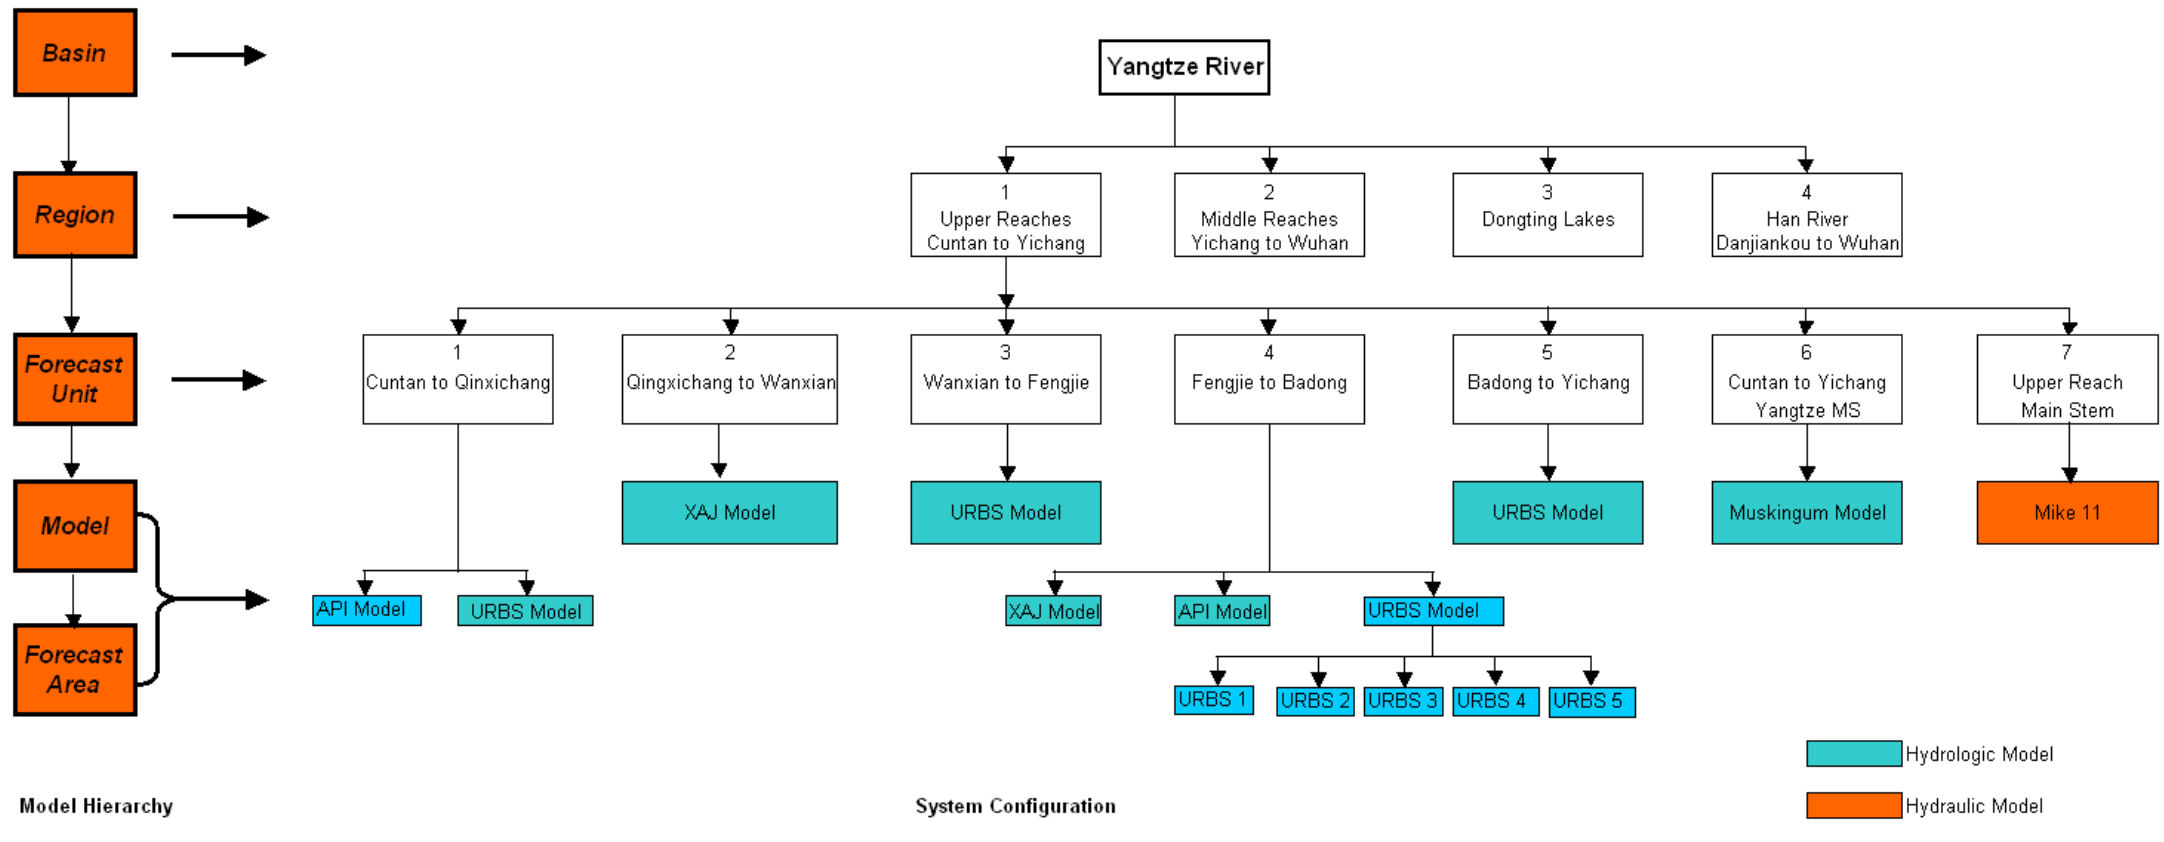 Basin
Yangtze River
Region
1
Upper Reaches
Cuntan to Yichang
2
Middle Reaches
Yichang to Wuhan
3
Dongting Lakes
4
Han River
Danjiankou to Wuhan
Forecast
Unit
1
Cuntan to Qinxichang
2
Qingxichang to Wanxian
3
Wanxian to Fengjie
4
Fengjie to Badong
5
Badong to Yichang
6
Cuntan to Yichang
Yangtze MS
7
Upper Reach
Main Stem
Model
XAJ Model
URBS Model
URBS Model
Muskingum Model
Mike 11
API Model
URBS Model
XAJ Model
API Model
URBS Model
Forecast
Area
URBS 1
URBS 2
URBS 3
URBS 4
URBS 5
Hydrologic Model
Hydraulic Model
Model Hierarchy
System Configuration